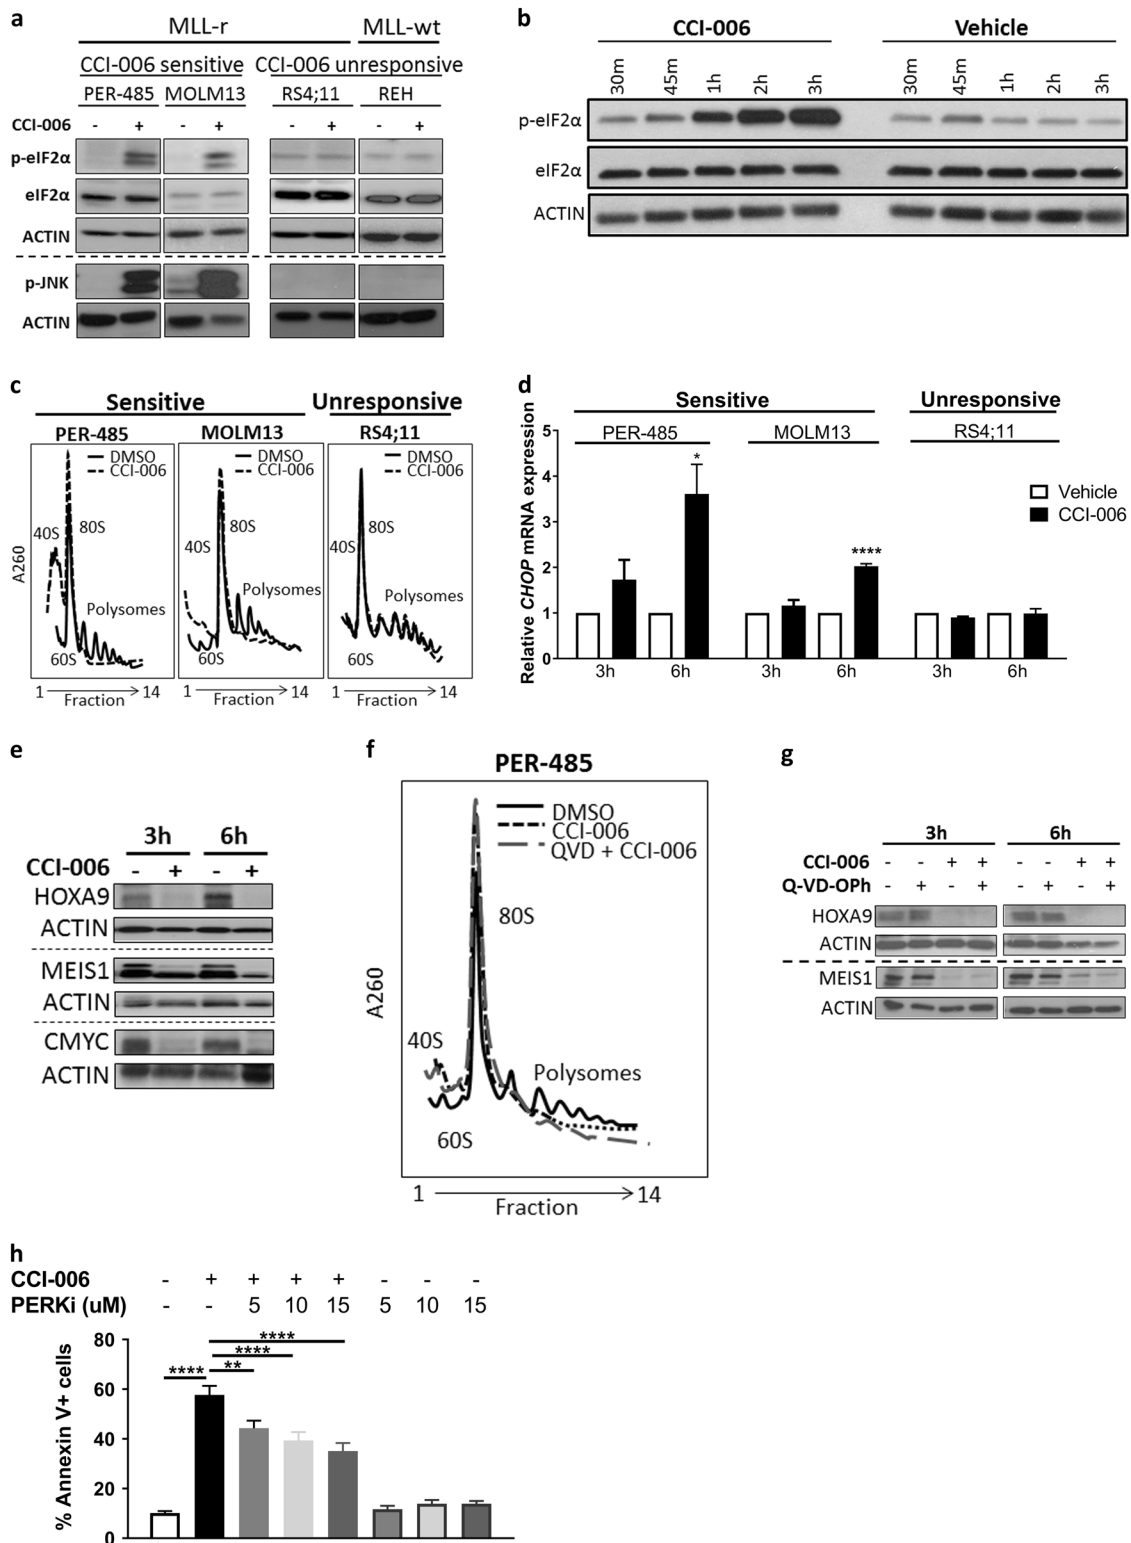 a
MLL-r MLL-wt
CCI-006 sensitive CCI-006 unresponsive
PER-485 MOLM13 RS4;11 REH
CCI-006 - + - + - + - +
p-eIF2α
eIF2α
ACTIN
p-JNK
ACTIN
b
CCI-006 Vehicle
30m 45m 1h 2h 3h 30m 45m 1h 2h 3h
p-eIF2α
eIF2α
ACTIN
c
Sensitive Unresponsive
PER-485 MOLM13 RS4;11
DMSO DMSO DMSO
CCI-006 CCI-006 CCI-006
40S 80S 40S 80S 40S 80S
A260
Polysomes Polysomes Polysomes
60S 60S 60S
1 14 1 14 1 14
Fraction Fraction Fraction
d
Sensitive Unresponsive
PER-485 MOLM13 RS4;11
Relative CHOP mRNA expression
5
4
3
2
1
0
* ****
Vehicle
CCI-006
3h 6h 3h 6h 3h 6h
e
3h 6h
CCI-006 - + - +
HOXA9
ACTIN
MEIS1
ACTIN
CMYC
ACTIN
f
PER-485
DMSO
CCI-006
QVD + CCI-006
80S
A260
40S
Polysomes
60S
1 14
Fraction
g
3h 6h
CCI-006 - - + + - - + +
Q-VD-OPh - + - + - + - +
HOXA9
ACTIN
MEIS1
ACTIN
h
CCI-006 - + + + + - - -
PERKi (uM) - - 5 10 15 5 10 15
% Annexin V+ cells
80
60
40
20
0
****
****
**** **